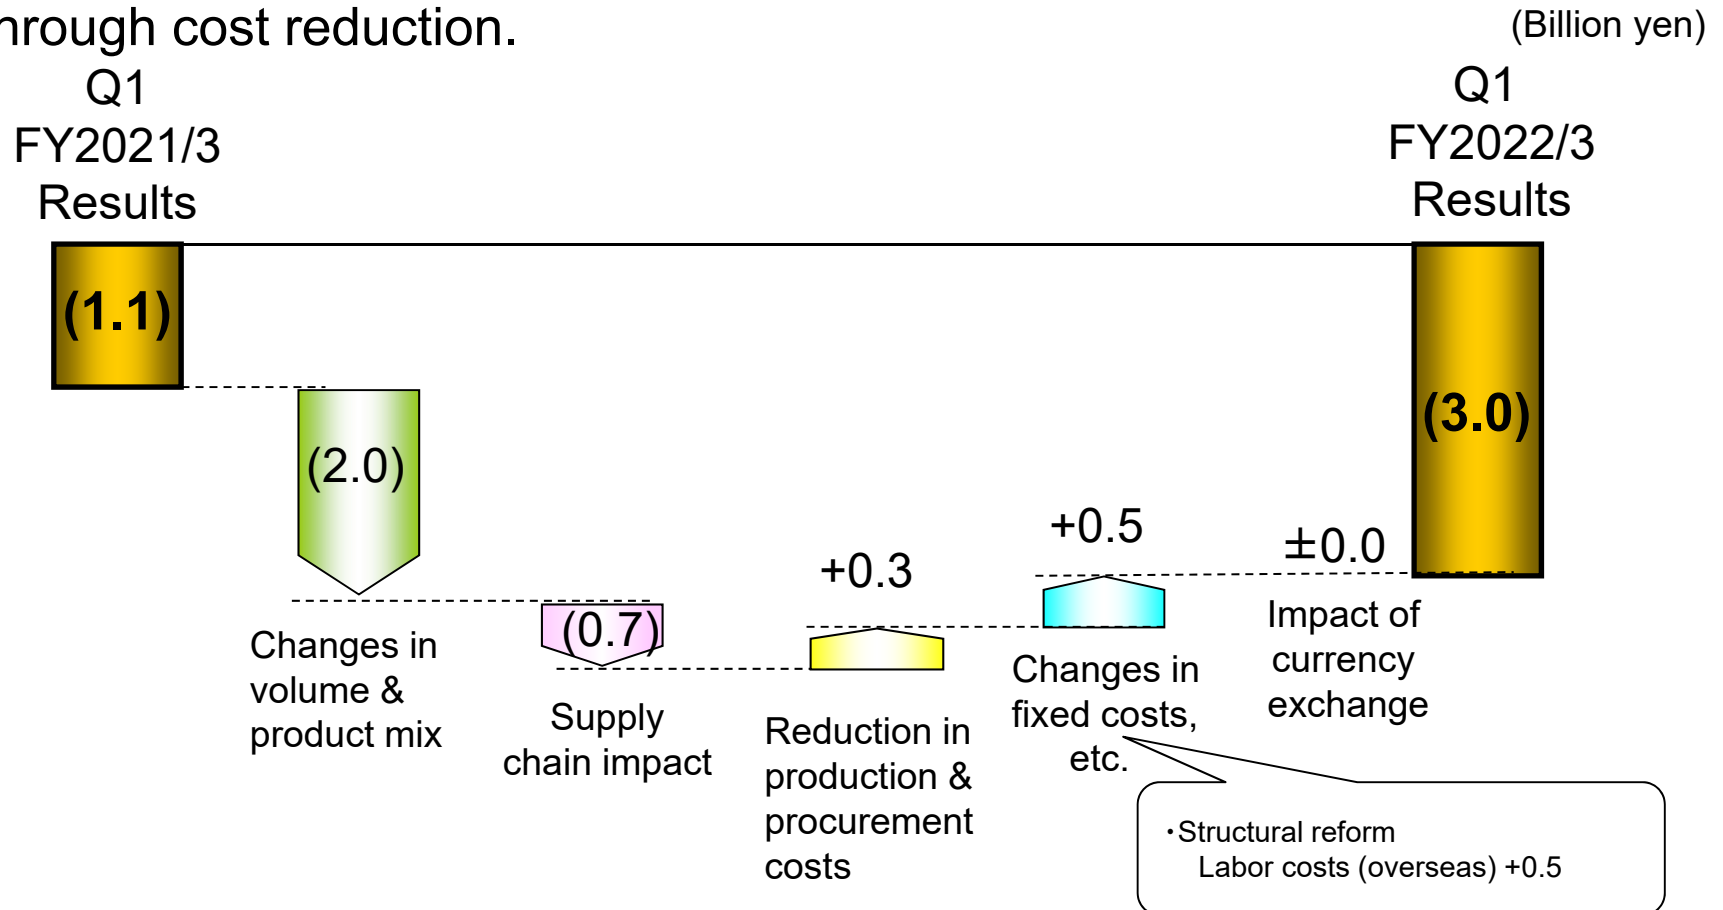 through cost reduction.
(Billion yen)
Q1
FY2021/3
Results
Q1
FY2022/3
Results
(1.1)
(2.0)
(0.7)
+0.3
+0.5
±0.0
(3.0)
Changes in
volume &
product mix
Supply
chain impact
Reduction in
production &
procurement
costs
Changes in
fixed costs,
etc.
Impact of
currency
exchange
・Structural reform
Labor costs (overseas) +0.5